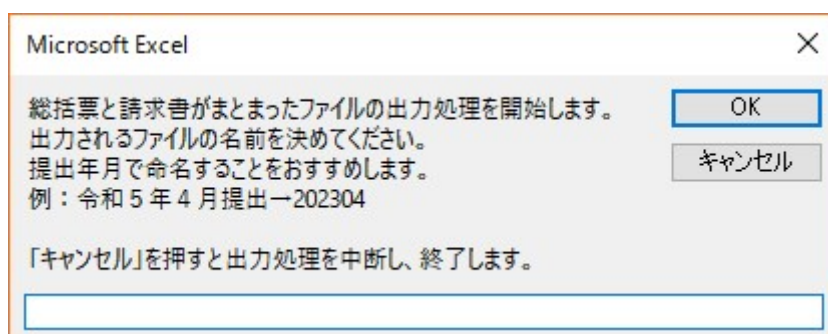 Microsoft Excel
総括票と請求書がまとまったファイルの出力処理を開始します。
出力されるファイルの名前を決めてください。
提出年月で命名することをおすすめします。
例：令和５年４月提出→202304
「キャンセル」を押すと出力処理を中断し、終了します。
OK
キャンセル